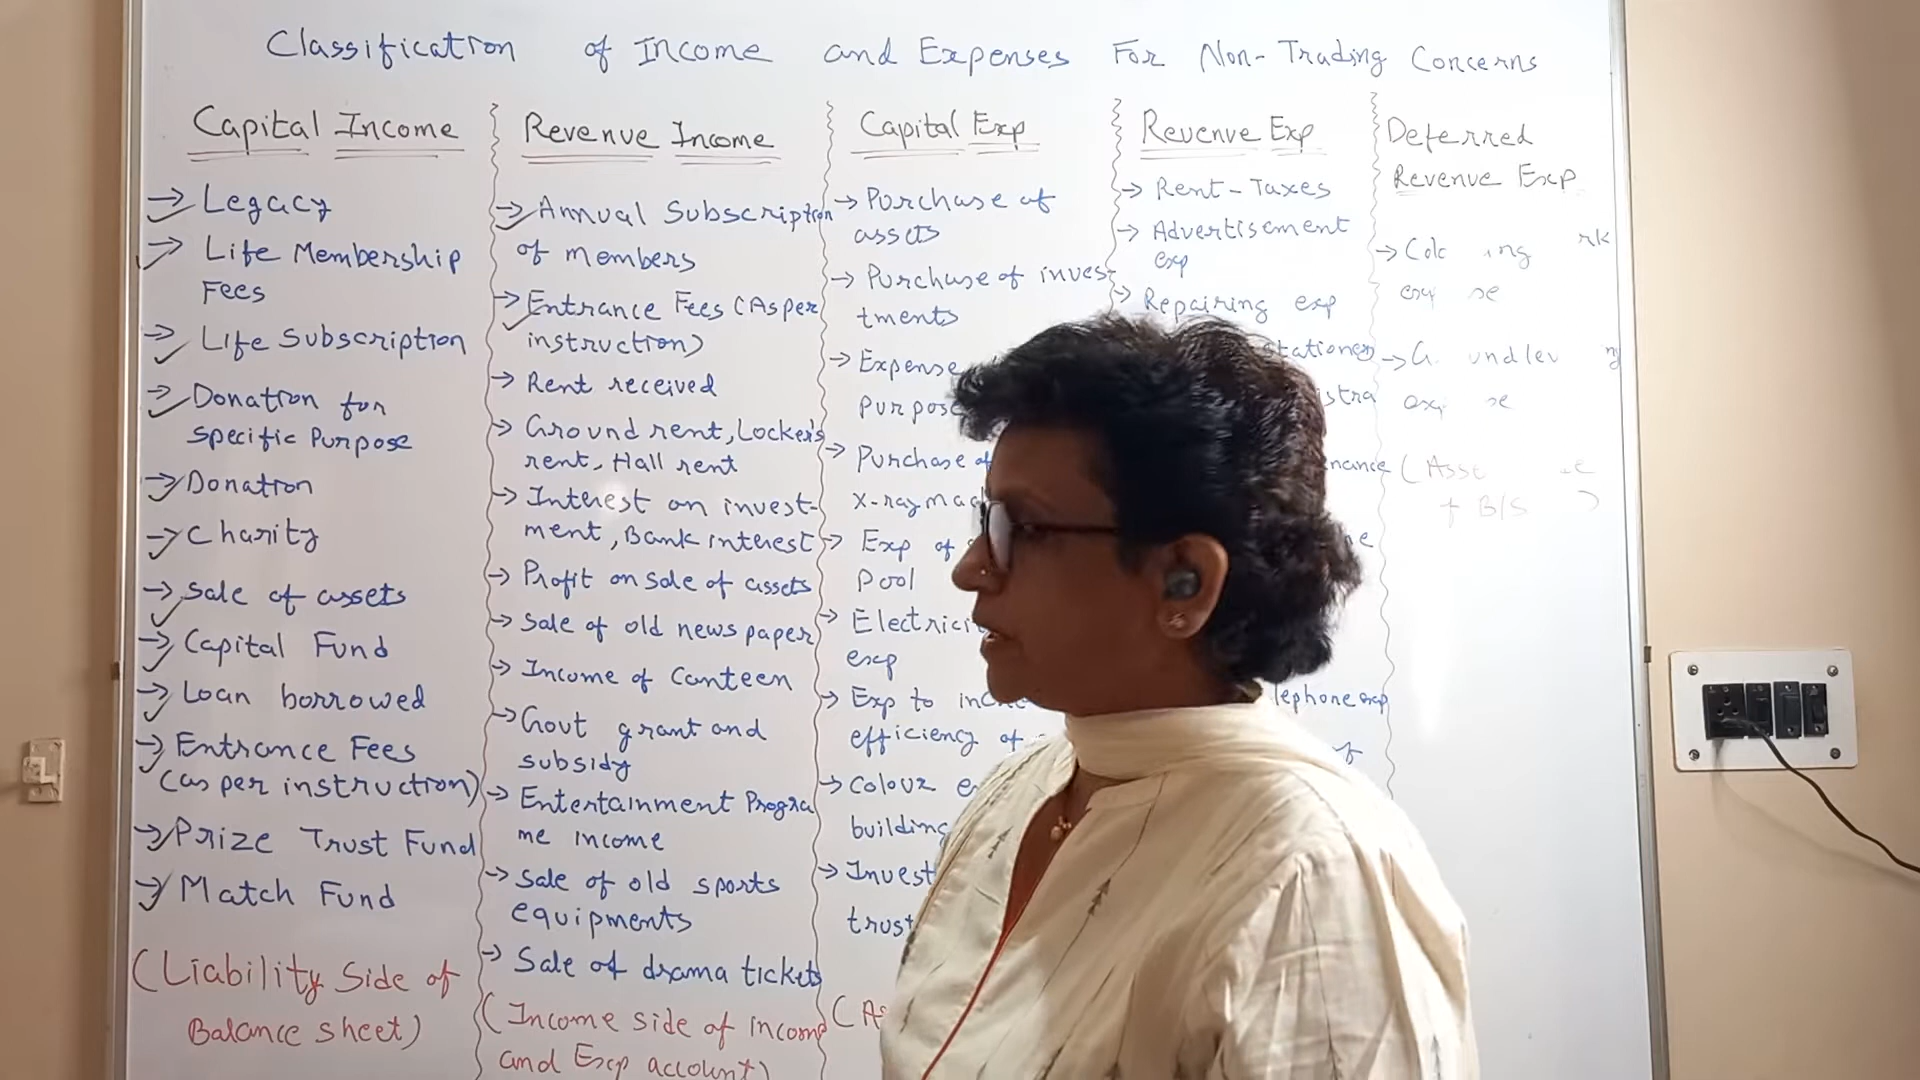 Classification of Income and Expenses For Non-Trading Concerns
Capital Income
→ Legacy
→ Life Membership
Fees
→ Life Subscription
→ Donation for
Specific Purpose
→ Donation
→ Charity
→ Sale of assets
→ Capital Fund
→ Loan borrowed
→ Entrance Fees
(as per instruction)
→ Prize Trust Fund
→ Match Fund
(Liability Side of
Balance sheet)
Revenue Income
→ Annual Subscription
of members
→ Entrance Fees (As per
instruction)
→ Rent received
→ Ground rent, Locker's
rent, Hall rent
→ Interest on invest-
ment, Bank interest
→ Profit on sale of assets
→ Sale of old news paper
→ Income of Canteen
→ Govt grant and
subsidy
→ Entertainment Progra
me income
→ Sale of old sports
equipments
→ Sale of drama tickets
(Income side of income
and Exp account)
Capital Exp
→ Purchase of
assets
→ Purchase of inves-
tments
→ Expense
Purpose
→ Purchase of
x-ray
→ Exp of
Pool
→
exp
→ Exp to
efficiency of
→ Colour
building
→ Invest
trust
Revenue Exp
→ Rent - Taxes
→ Advertisement
exp
→ Repairing exp
exp
of
Deferred
Revenue Exp
→
→
B/S